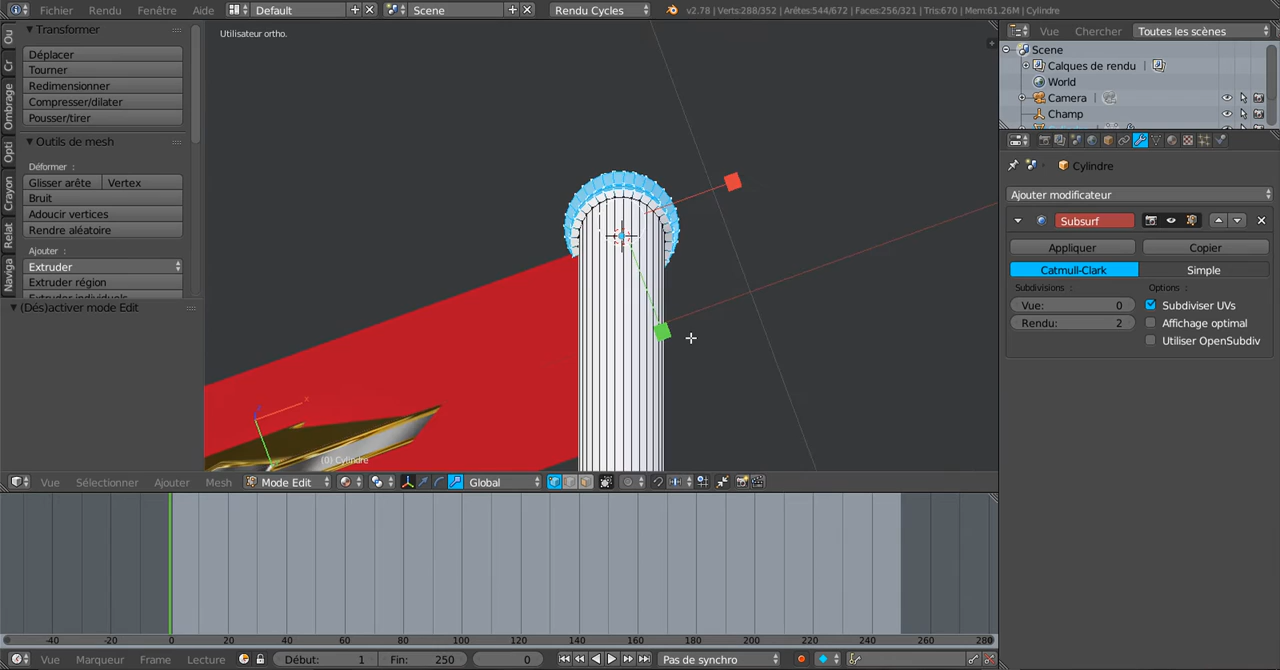 Fichier Rendu Fenêtre Aide Default Scene Rendu Cycles v2.78 | Verts:288/352 | Arêtes:544/672 | Faces:256/321 | Tris:670 | Mem:61.26M | Cylindre
Ou
Cr
Ombrage
Opti
Crayon
Relat
Naviga
Transformer
Déplacer
Tourner
Redimensionner
Compresser/dilater
Pousser/tirer
Outils de mesh
Déformer :
Glisser arête Vertex
Bruit
Adoucir vertices
Rendre aléatoire
Ajouter :
Extruder
Extruder région
(Dés)activer mode Edit
Utilisateur ortho.
x
(0) Cylindre
Vue Sélectionner Ajouter Mesh Mode Edit Global
Vue Chercher Toutes les scènes
Scene
Calques de rendu
World
Camera
Champ
Cylindre
Ajouter modificateur
Subsurf
Appliquer Copier
Catmull-Clark Simple
Subdivisions : Options :
Vue: 0 Subdiviser UVs
Rendu: 2 Affichage optimal
Utiliser OpenSubdiv
-40 -20 0 20 40 60 80 100 120 140 160 180 200 220 240 260 280
Vue Marqueur Frame Lecture Début: 1 Fin: 250 0 Pas de synchro